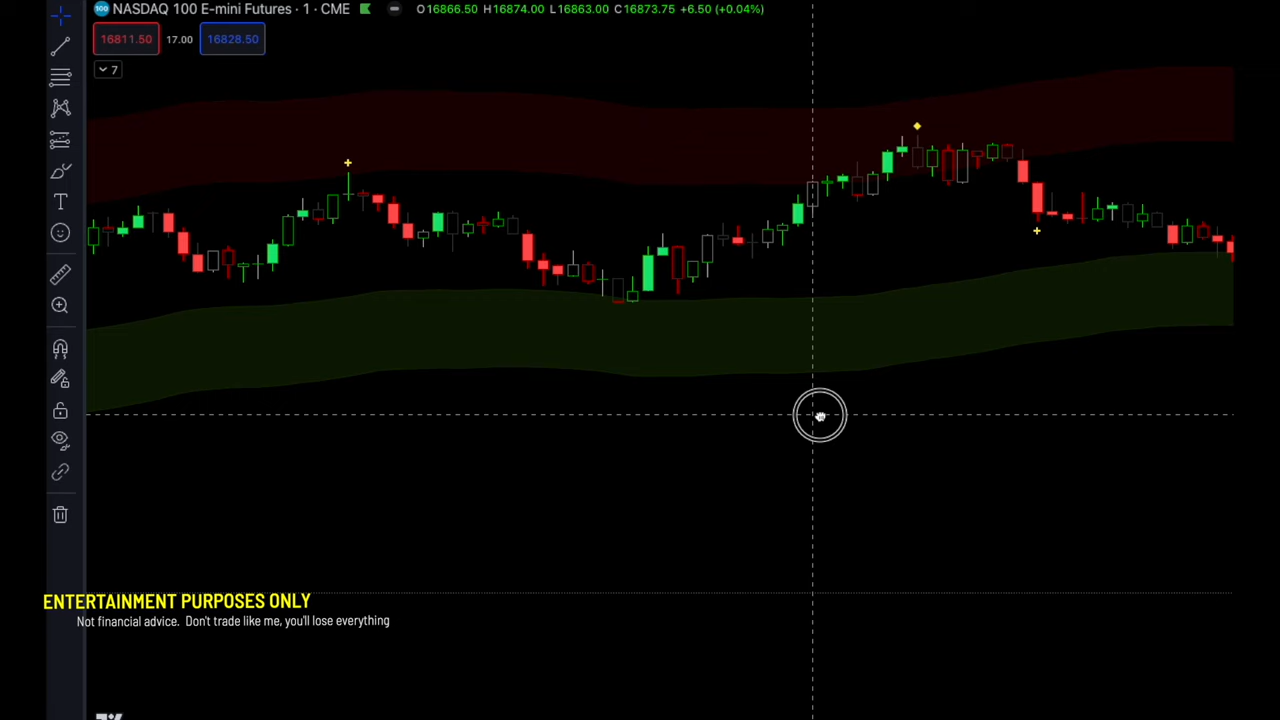 100 NASDAQ 100 E-mini Futures · 1 · CME O16866.50 H16874.00 L16863.00 C16873.75 +6.50 (+0.04%)
16811.50 17.00 16828.50
7
ENTERTAINMENT PURPOSES ONLY
Not financial advice. Don't trade like me, you'll lose everything